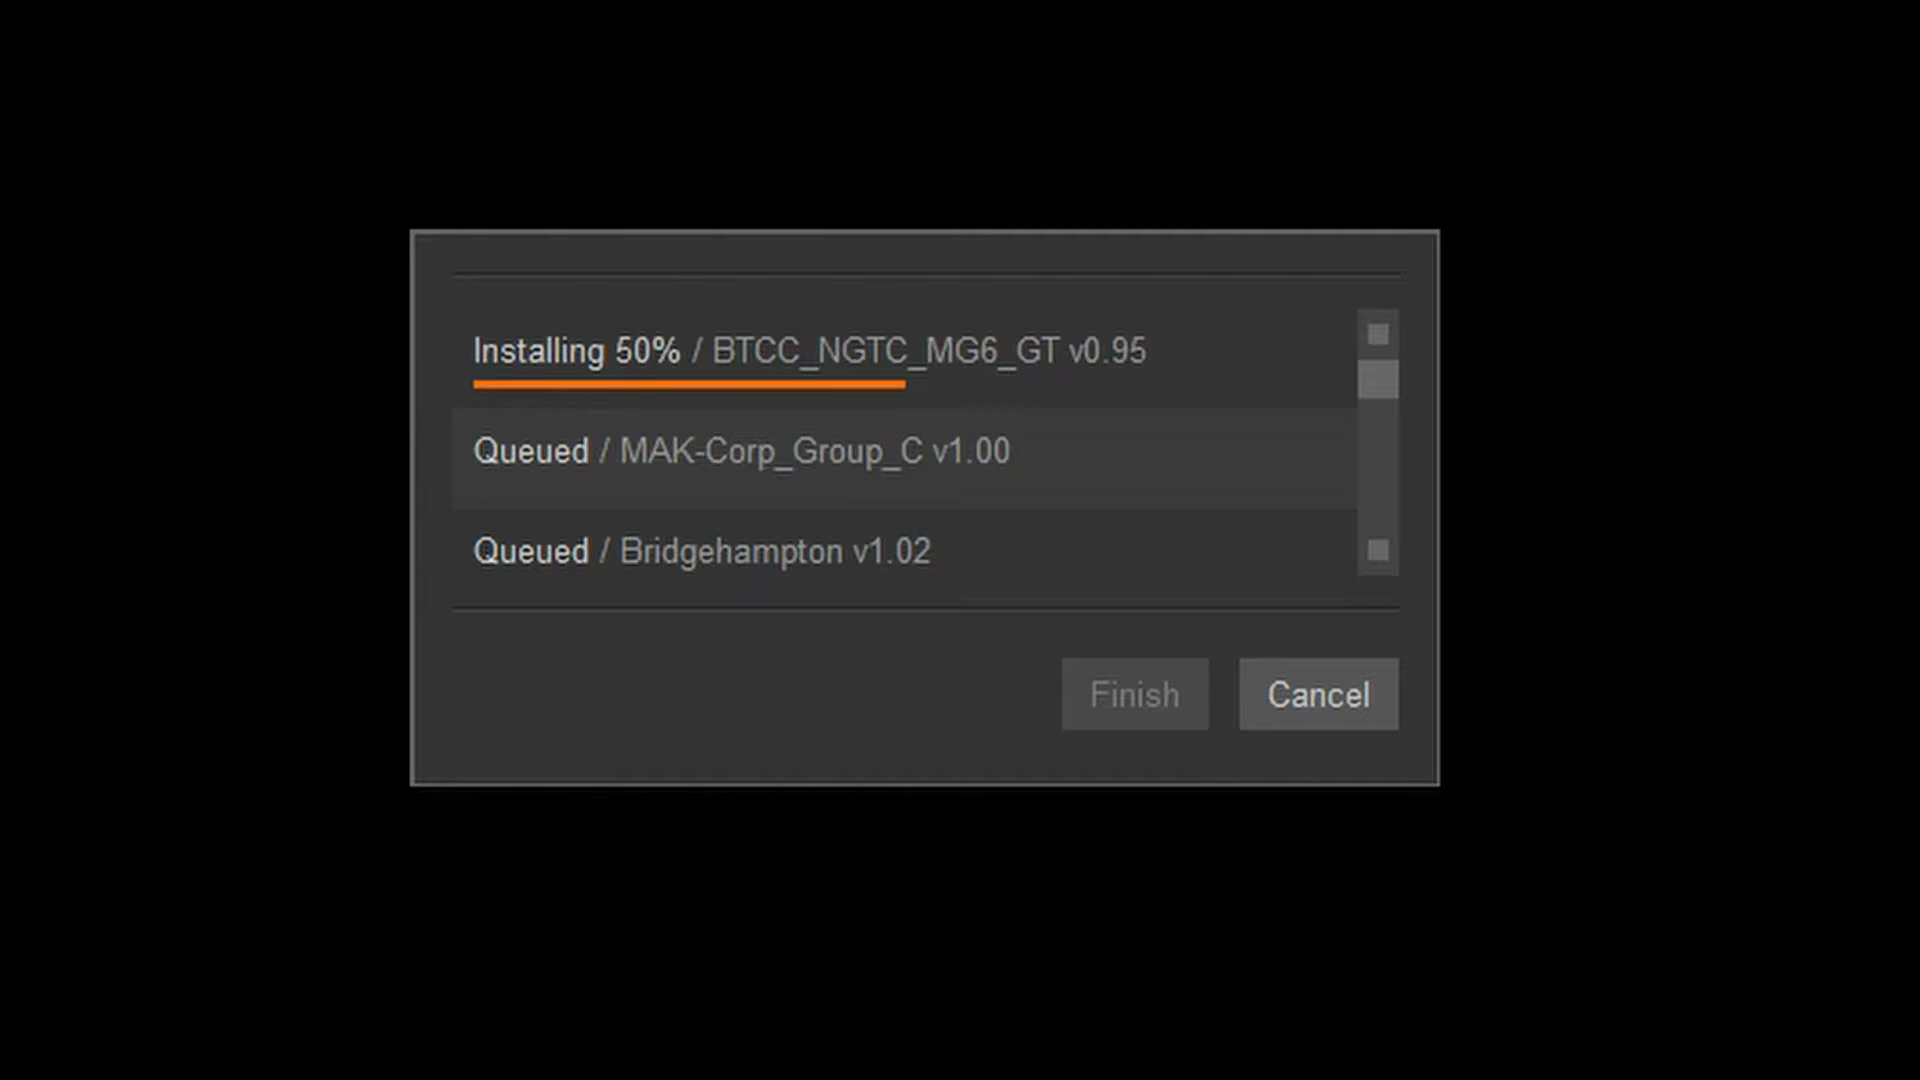 Installing 50% / BTCC_NGTC_MG6_GT v0.95
Queued / MAK-Corp_Group_C v1.00
Queued / Bridgehampton v1.02
Finish Cancel